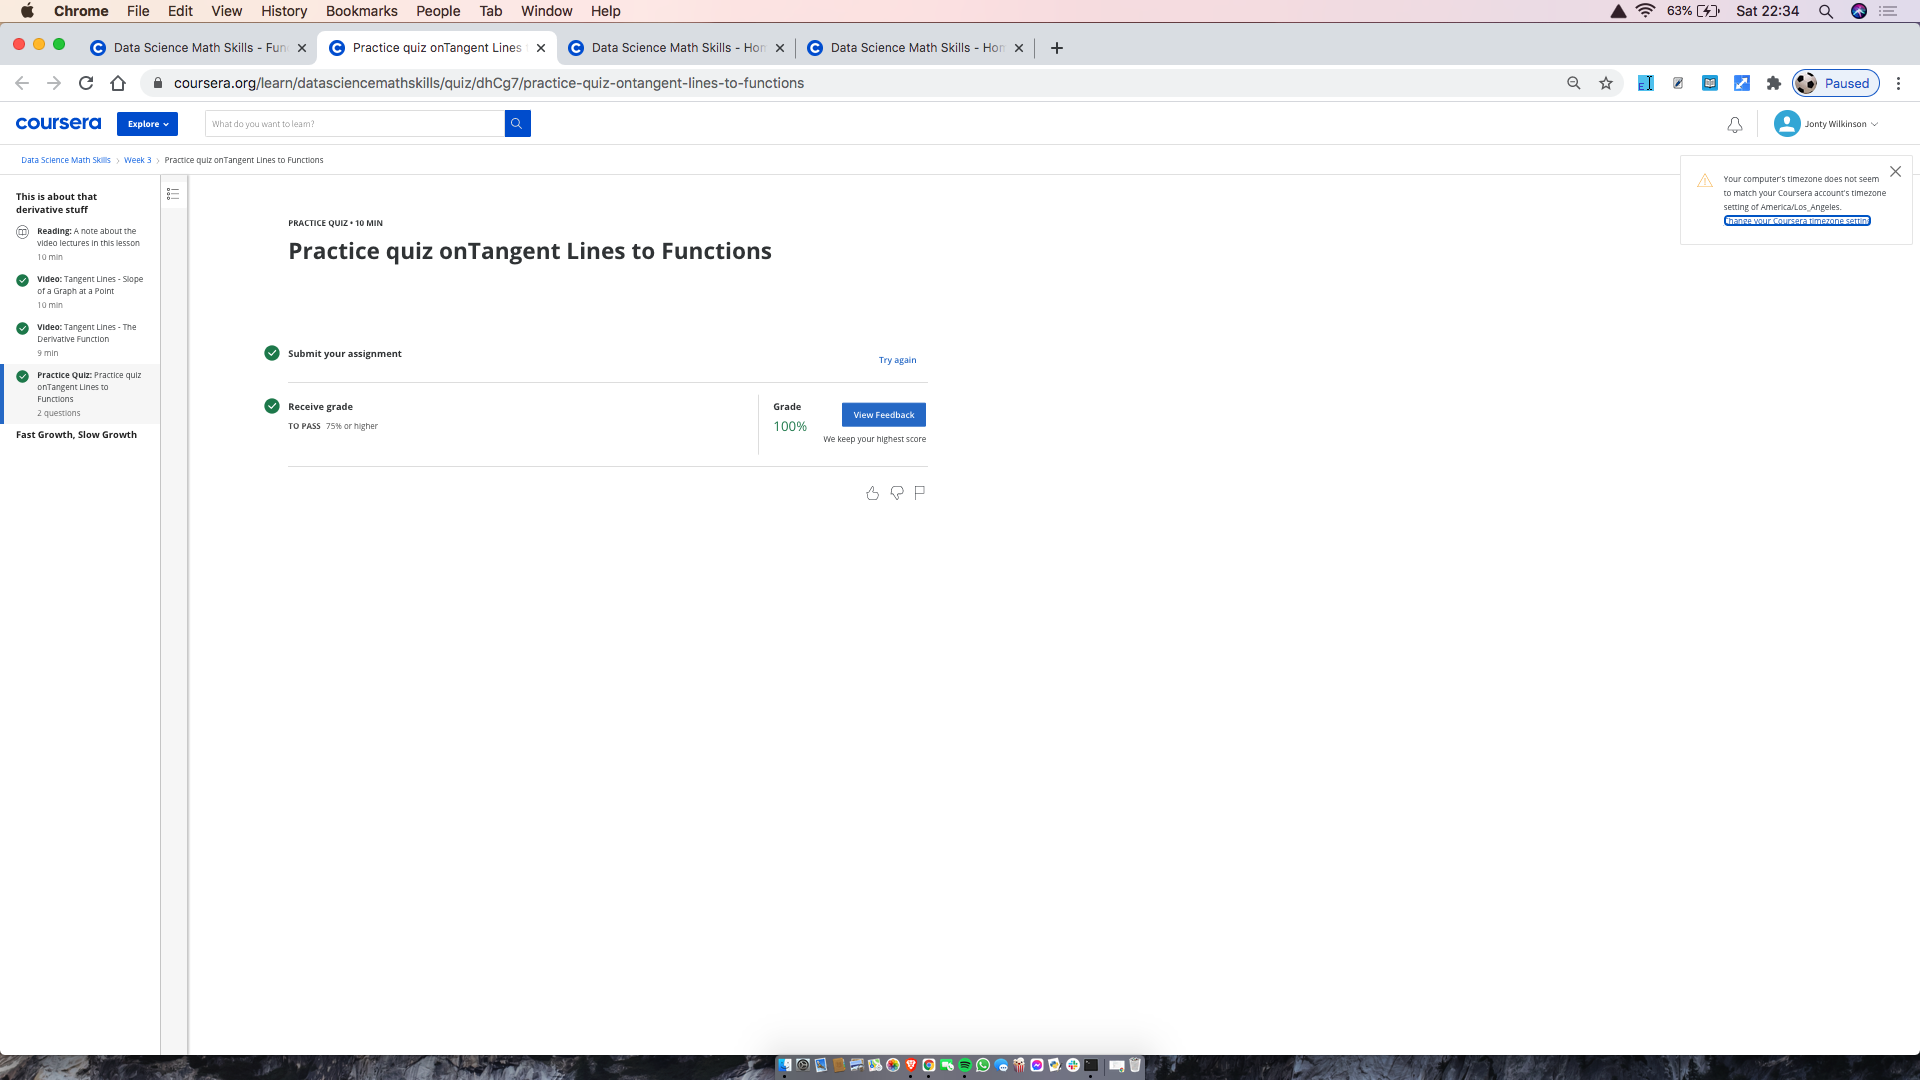 Chrome File Edit View History Bookmarks People Tab Window Help 63% Sat 22:34
Data Science Math Skills - Fun Practice quiz onTangent Lines Data Science Math Skills - Hom Data Science Math Skills - Hom
coursera.org/learn/datasciencemathskills/quiz/dhCg7/practice-quiz-ontangent-lines-to-functions Paused
coursera Explore What do you want to learn? Jonty Wilkinson
Data Science Math Skills › Week 3 › Practice quiz onTangent Lines to Functions
Your computer's timezone does not seem
to match your Coursera account's timezone
setting of America/Los_Angeles.
Change your Coursera timezone setting
This is about that
derivative stuff
Reading: A note about the
video lectures in this lesson
10 min
Video: Tangent Lines - Slope
of a Graph at a Point
10 min
Video: Tangent Lines - The
Derivative Function
9 min
Practice Quiz: Practice quiz
onTangent Lines to
Functions
2 questions
Fast Growth, Slow Growth
PRACTICE QUIZ • 10 MIN
Practice quiz onTangent Lines to Functions
Submit your assignment
Try again
Receive grade
TO PASS 75% or higher
Grade
100%
View Feedback
We keep your highest score